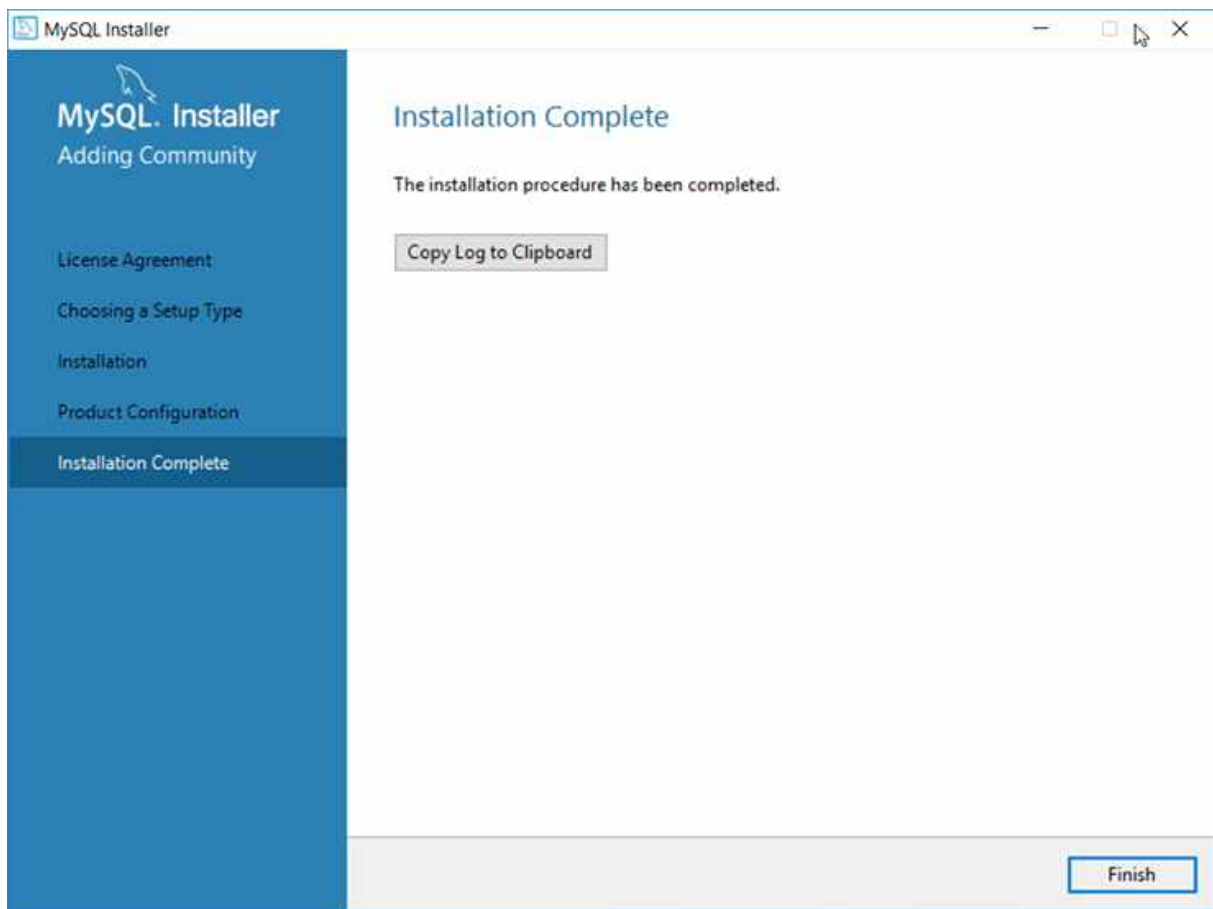 MySQL Installer
MySQL. Installer
Adding Community
License Agreement
Choosing a Setup Type
Installation
Product Configuration
Installation Complete
Installation Complete
The installation procedure has been completed.
Copy Log to Clipboard
Finish